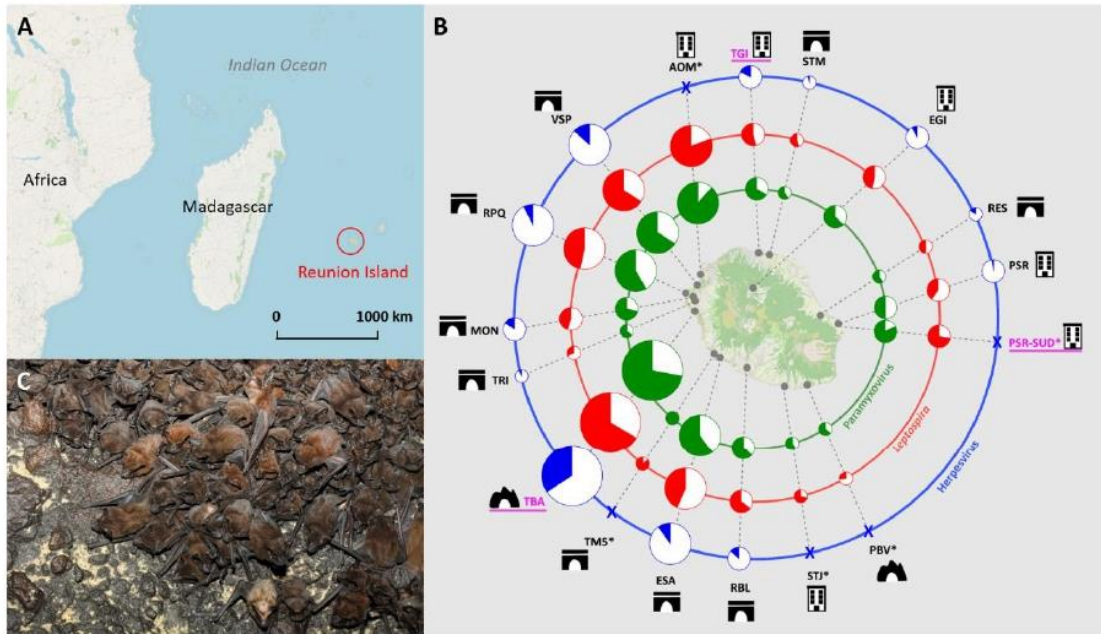 A
Indian Ocean
Africa
Madagascar
Reunion Island
0 1000 km
B
AOM*
TGI
STM
VSP
EGI
RPQ
RES
PSR
MON
PSR-SUD*
TRI
Paramyxovirus
Leptospira
Herpesvirus
TBA
TM5*
PBV*
ESA
RBL
STJ*
X
X
X
X
X
C